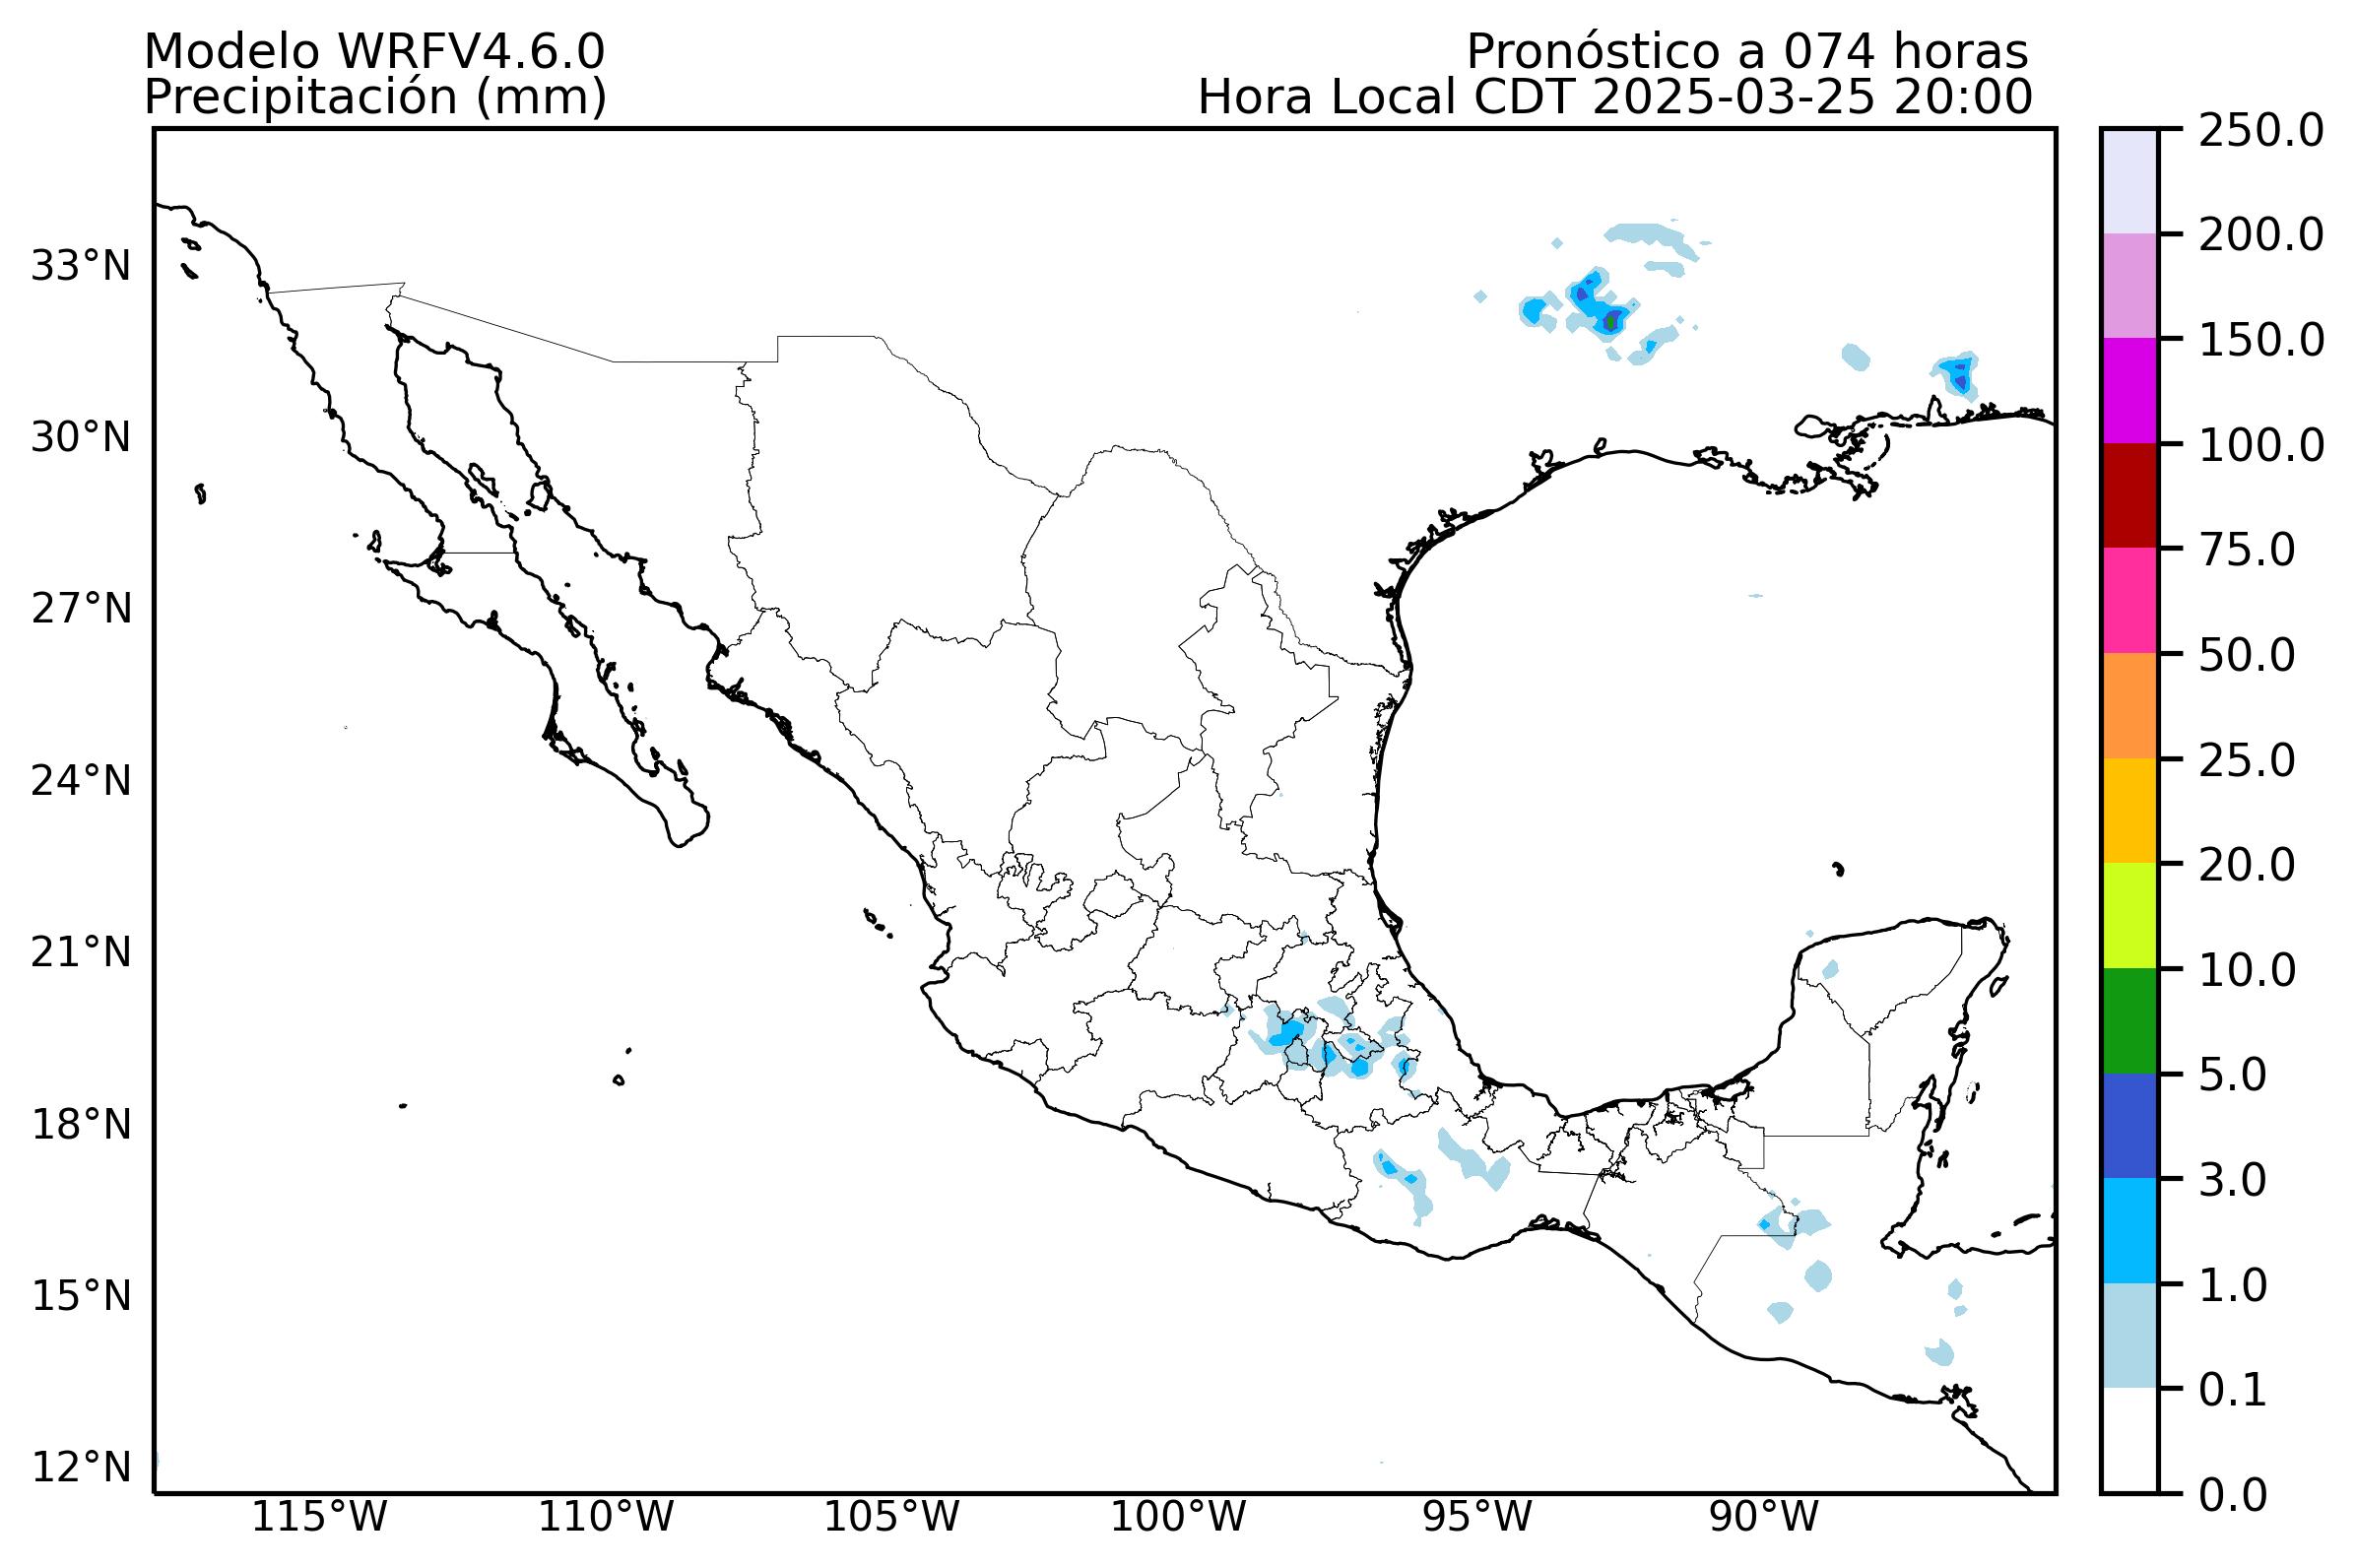 Modelo WRFV4.6.0
Precipitación (mm)
Pronóstico a 074 horas
Hora Local CDT 2025-03-25 20:00
33°N
30°N
27°N
24°N
21°N
18°N
15°N
12°N
115°W
110°W
105°W
100°W
95°W
90°W
250.0
200.0
150.0
100.0
75.0
50.0
25.0
20.0
10.0
5.0
3.0
1.0
0.1
0.0